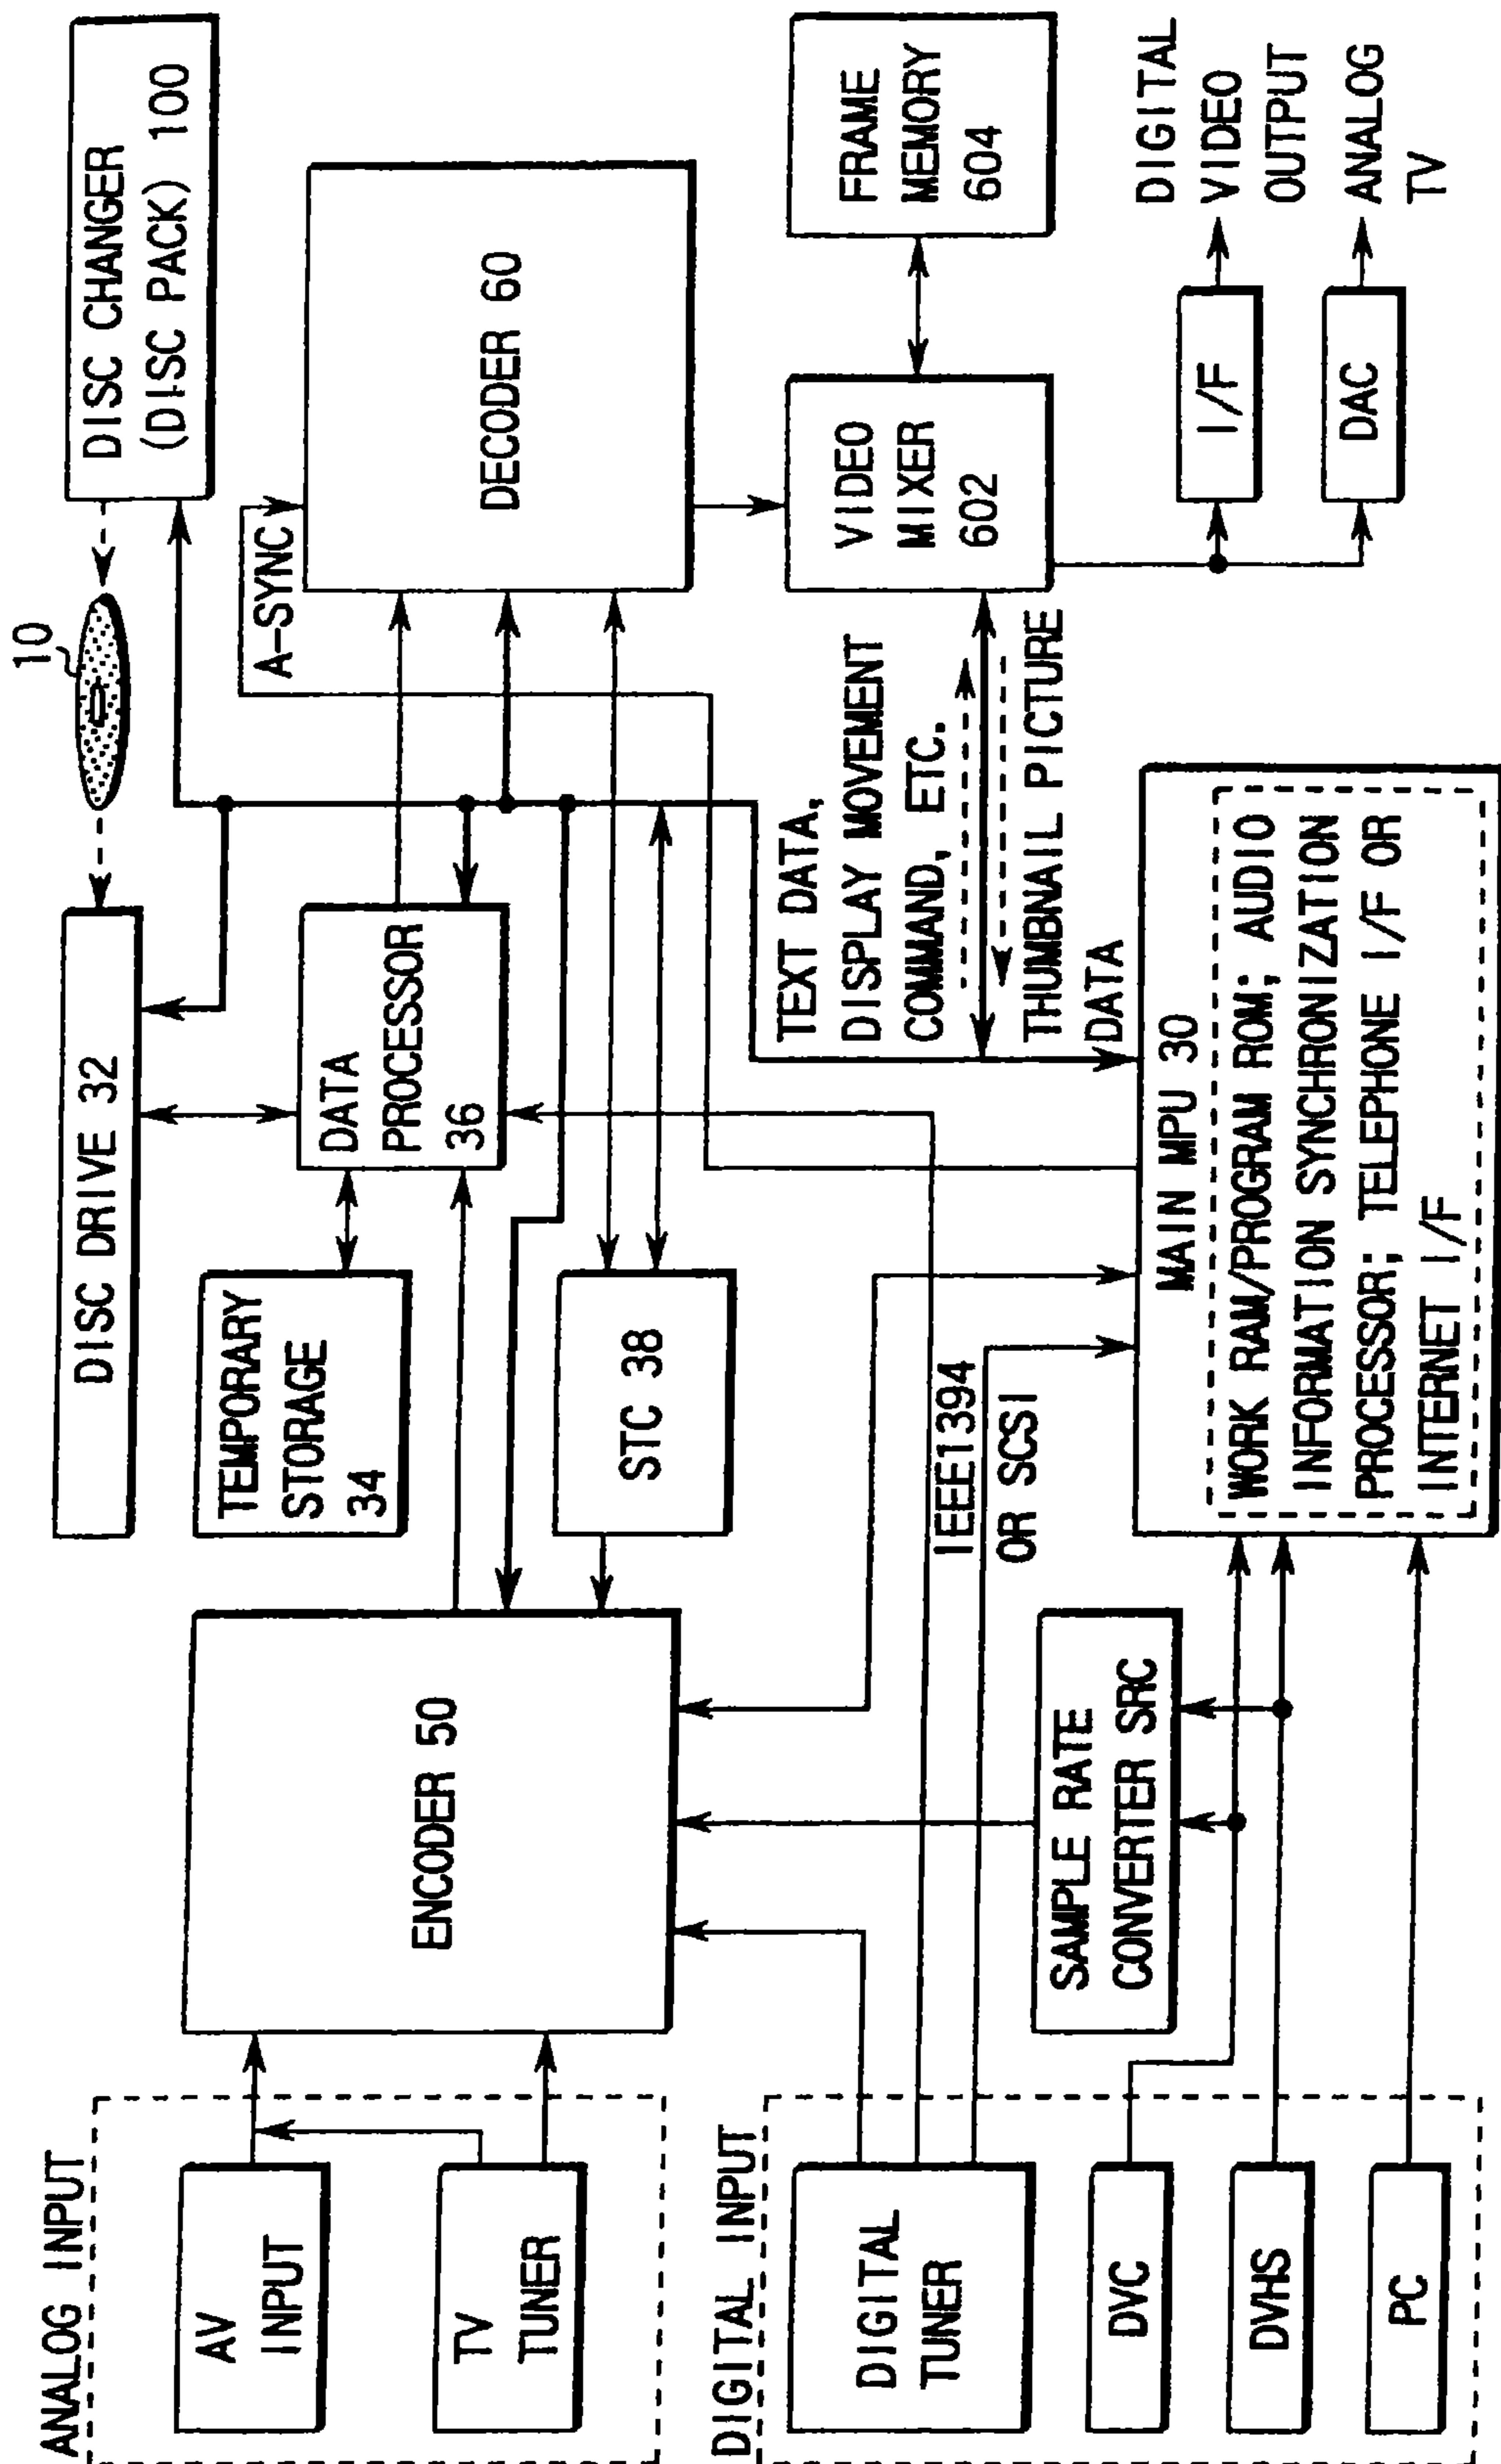 ANALOG INPUT
AV
INPUT
TV
TUNER
DIGITAL INPUT
DIGITAL
TUNER
DVC
DVHS
PC
ENCODER 50
SAMPLE RATE
CONVERTER SRC
DISC DRIVE 32
TEMPORARY
STORAGE
34
DATA
PROCESSOR
36
STC 38
IEEE1394
OR SCSI
MAIN MPU 30
WORK RAM/PROGRAM ROM; AUDIO
INFORMATION SYNCHRONIZATION
PROCESSOR; TELEPHONE I/F OR
INTERNET I/F
10
DISC CHANGER
(DISC PACK) 100
A-SYNC
DECODER 60
TEXT DATA,
DISPLAY MOVEMENT
COMMAND, ETC.
THUMBNAIL PICTURE
DATA
VIDEO
MIXER
602
FRAME
MEMORY
604
I/F
DAC
DIGITAL
VIDEO
OUTPUT
ANALOG
TV